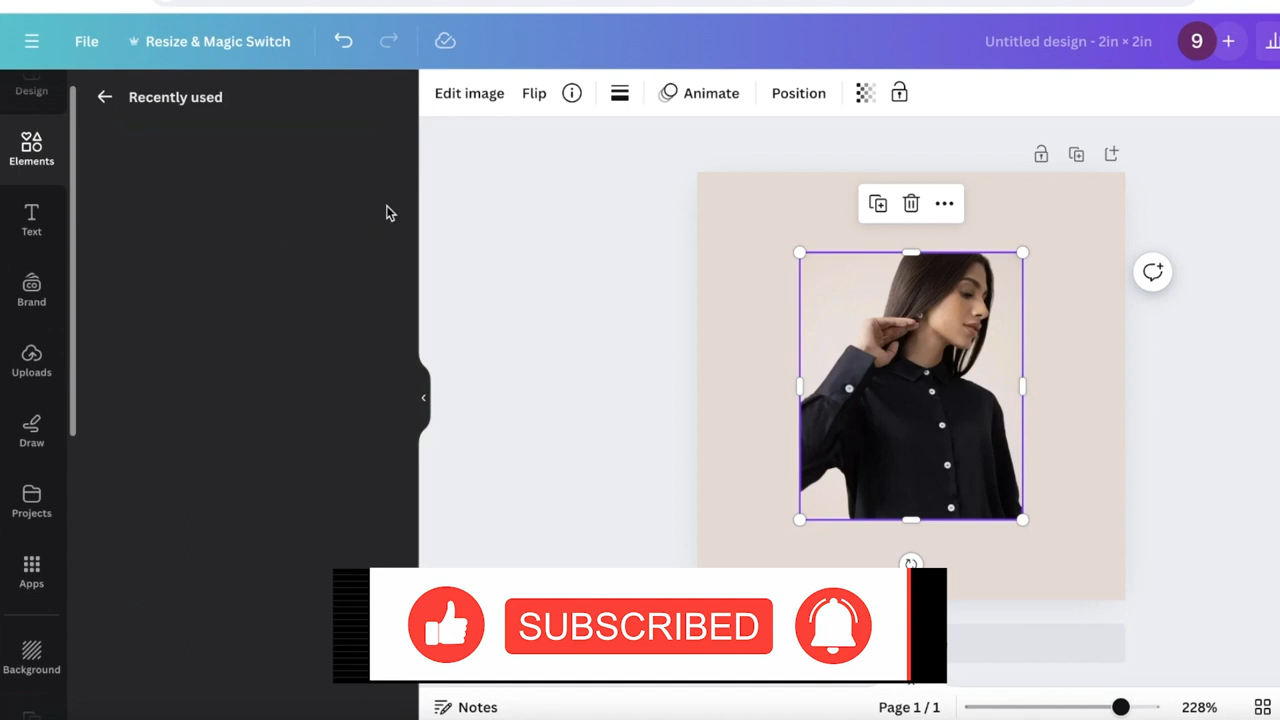 File
Resize & Magic Switch
Untitled design - 2in × 2in
9
Design
Recently used
Edit image
Flip
Animate
Position
Elements
Text
Brand
CO
Uploads
Draw
Projects
Apps
Background
SUBSCRIBED
Notes
Page 1 / 1
228%